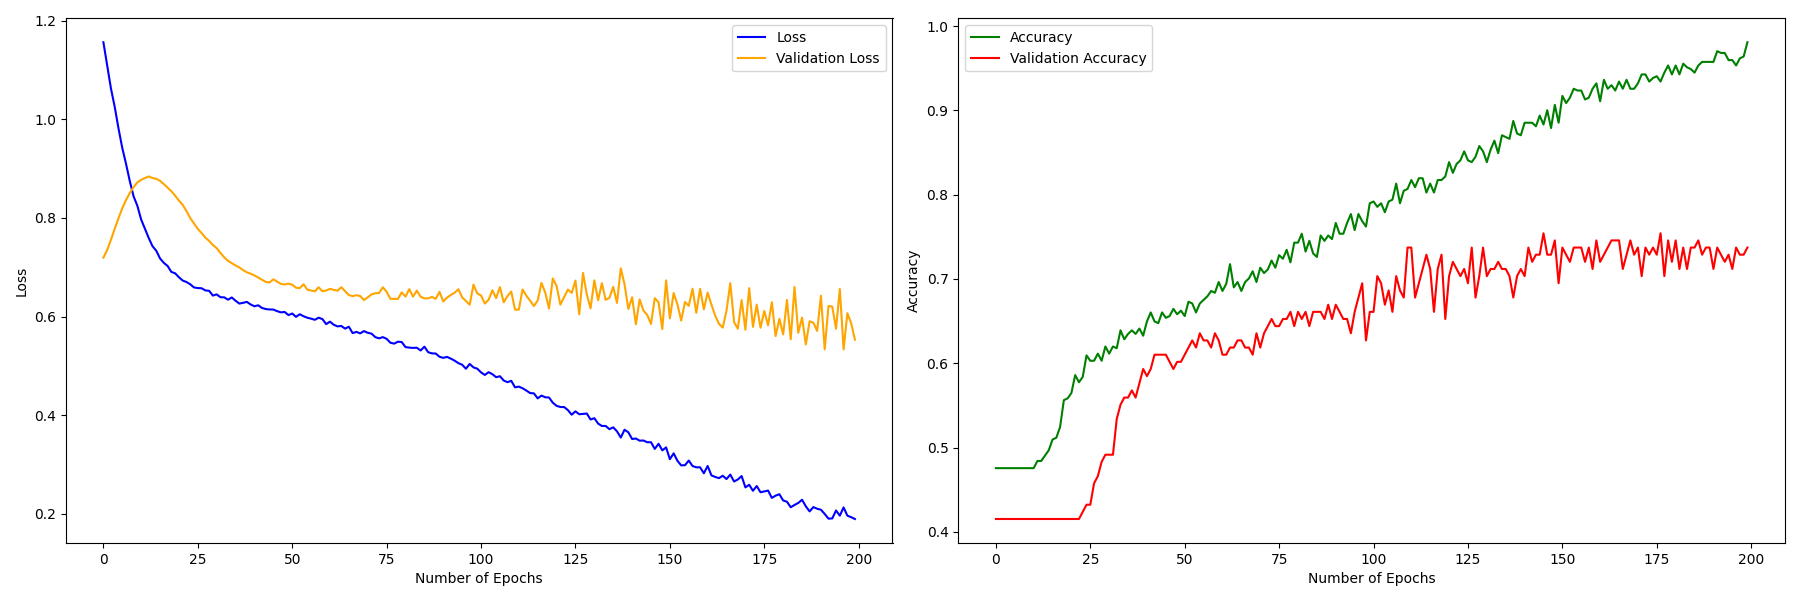 1.2
1.0
0.8
0.6
0.4
0.2
Loss
Loss
Validation Loss
0 25 50 75 100 125 150 175 200
Number of Epochs
1.0
0.9
0.8
0.7
0.6
0.5
0.4
Accuracy
Accuracy
Validation Accuracy
0 25 50 75 100 125 150 175 200
Number of Epochs